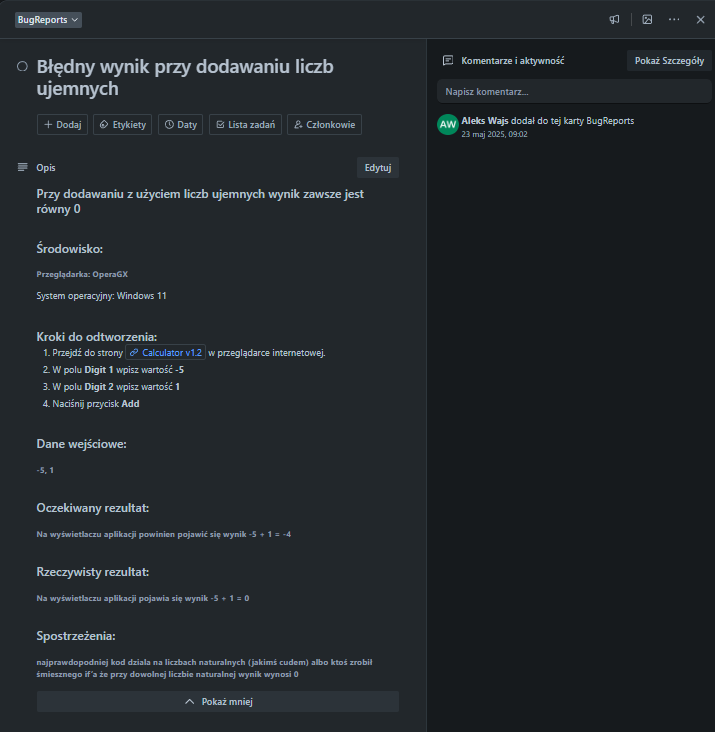 BugReports
Błędny wynik przy dodawaniu liczb
ujemnych
Dodaj
Etykiety
Daty
Lista zadań
Członkowie
Opis
Edytuj
Przy dodawaniu z użyciem liczb ujemnych wynik zawsze jest
równy 0
Środowisko:
Przeglądarka: OperaGX
System operacyjny: Windows 11
Kroki do odtworzenia:
1. Przejdź do strony Calculator v1.2 w przeglądarce internetowej.
2. W polu Digit 1 wpisz wartość -5
3. W polu Digit 2 wpisz wartość 1
4. Naciśnij przycisk Add
Dane wejściowe:
-5, 1
Oczekiwany rezultat:
Na wyświetlaczu aplikacji powinien pojawić się wynik -5 + 1 = -4
Rzeczywisty rezultat:
Na wyświetlaczu aplikacji pojawia się wynik -5 + 1 = 0
Spostrzeżenia:
najprawdopodniej kod dziala na liczbach naturalnych (jakimś cudem) albo ktoś zrobił
śmiesznego if'a że przy dowolnej liczbie naturalnej wynik wynosi 0
Pokaż mniej
Komentarze i aktywność
Pokaż Szczegóły
Napisz komentarz...
AW
Aleks Wajs dodał do tej karty BugReports
23 maj 2025, 09:02